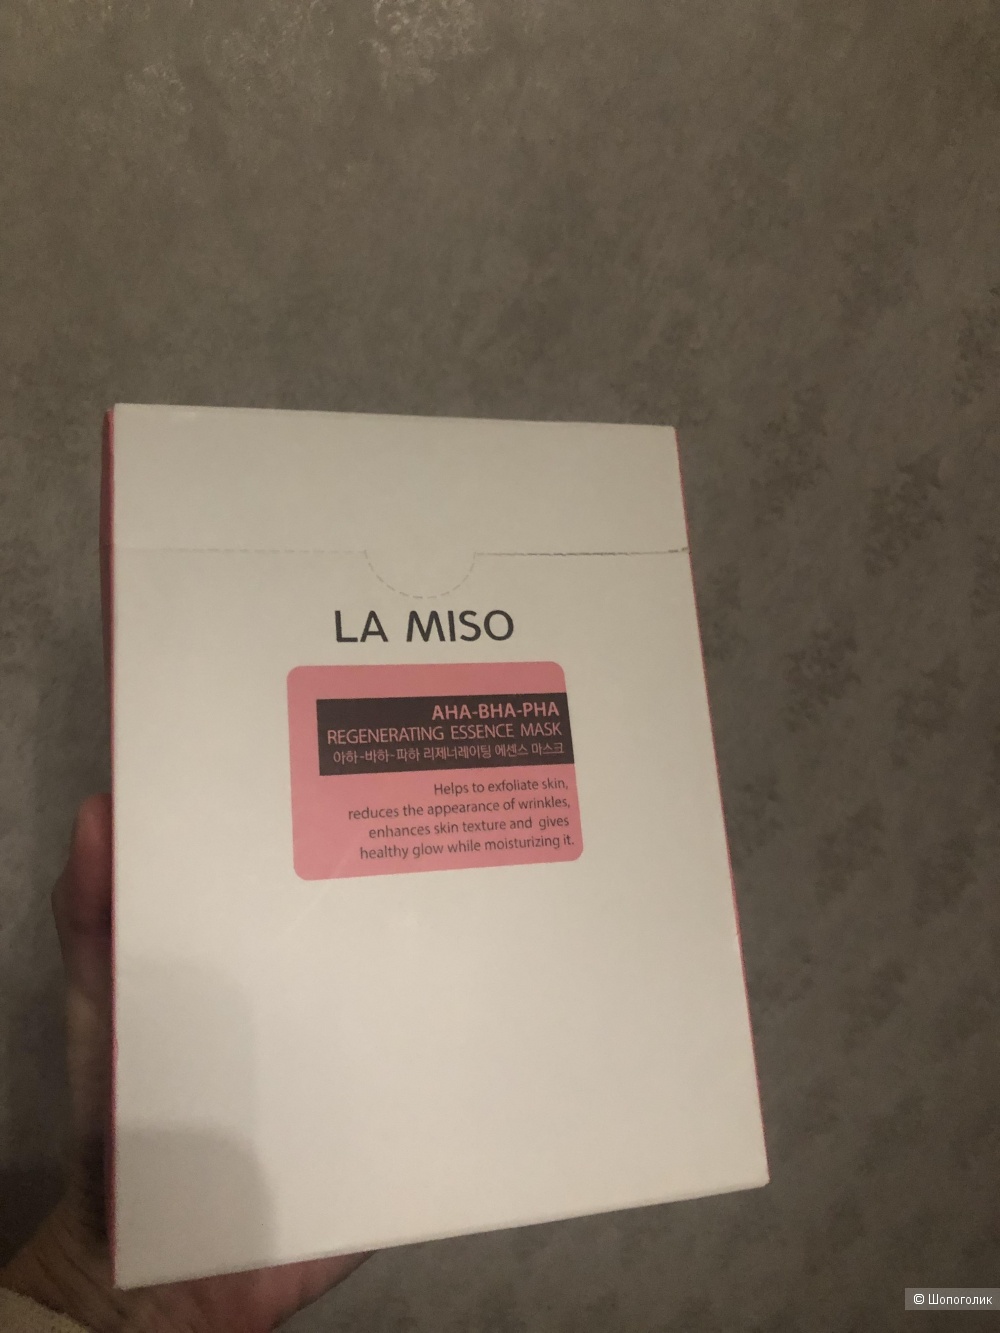 LA MISO
AHA-BHA-PHA
REGENERATING ESSENCE MASK
아하-바하-파하 리제너레이팅 에센스 마스크
Helps to exfoliate skin,
reduces the appearance of wrinkles,
enhances skin texture and gives
healthy glow while moisturizing it.
© Шопоголик